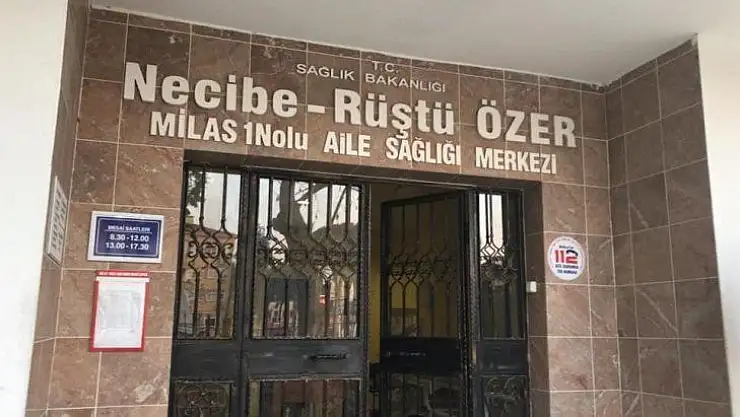 T.C.
SAĞLIK BAKANLIĞI
Necibe - Rüştü ÖZER
MİLAS 1Nolu AİLE SAĞLIĞI MERKEZİ
MESAİ SAATLERİ
8.30-12.00
13.00-17.30
112